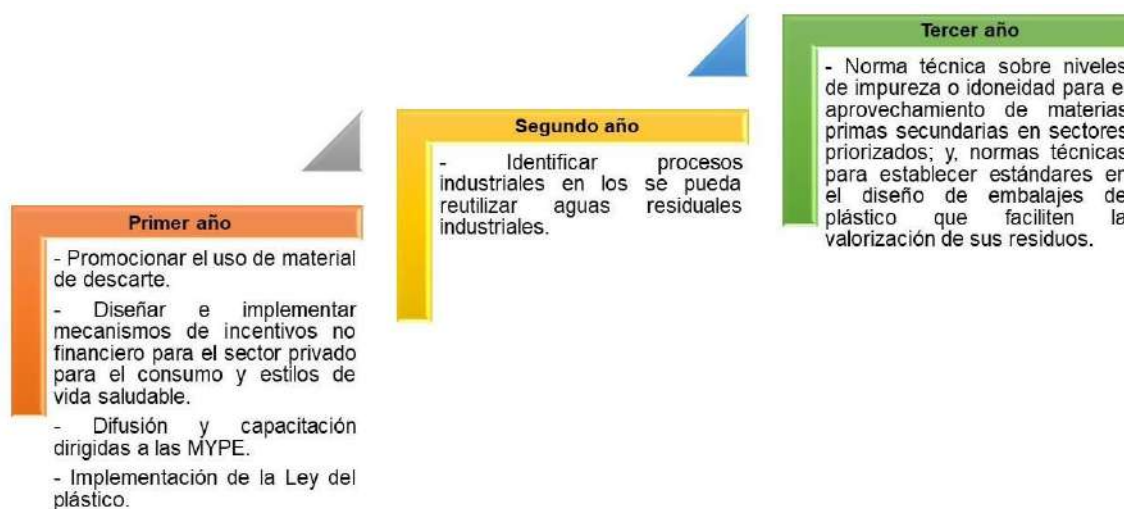 Primer año
- Promocionar el uso de material
de descarte.
- Diseñar e implementar
mecanismos de incentivos no
financiero para el sector privado
para el consumo y estilos de
vida saludable.
- Difusión y capacitación
dirigidas a las MYPE.
- Implementación de la Ley del
plástico.
Segundo año
- Identificar procesos
industriales en los se pueda
reutilizar aguas residuales
industriales.
Tercer año
- Norma técnica sobre niveles
de impureza o idoneidad para el
aprovechamiento de materias
primas secundarias en sectores
priorizados; y, normas técnicas
para establecer estándares en
el diseño de embalajes de
plástico que faciliten la
valorización de sus residuos.